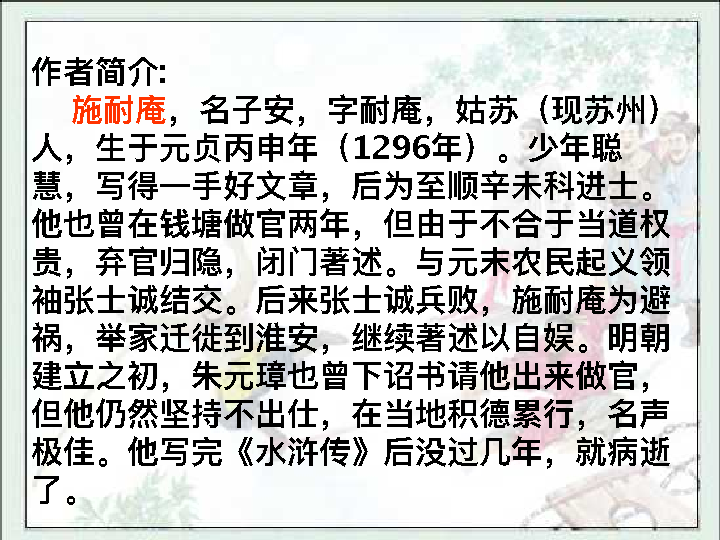 作者简介:
施耐庵，名子安，字耐庵，姑苏（现苏州）
人，生于元贞丙申年（1296年）。少年聪
慧，写得一手好文章，后为至顺辛未科进士。
他也曾在钱塘做官两年，但由于不合于当道权
贵，弃官归隐，闭门著述。与元末农民起义领
袖张士诚结交。后来张士诚兵败，施耐庵为避
祸，举家迁徙到淮安，继续著述以自娱。明朝
建立之初，朱元璋也曾下诏书请他出来做官，
但他仍然坚持不出仕，在当地积德累行，名声
极佳。他写完《水浒传》后没过几年，就病逝
了。